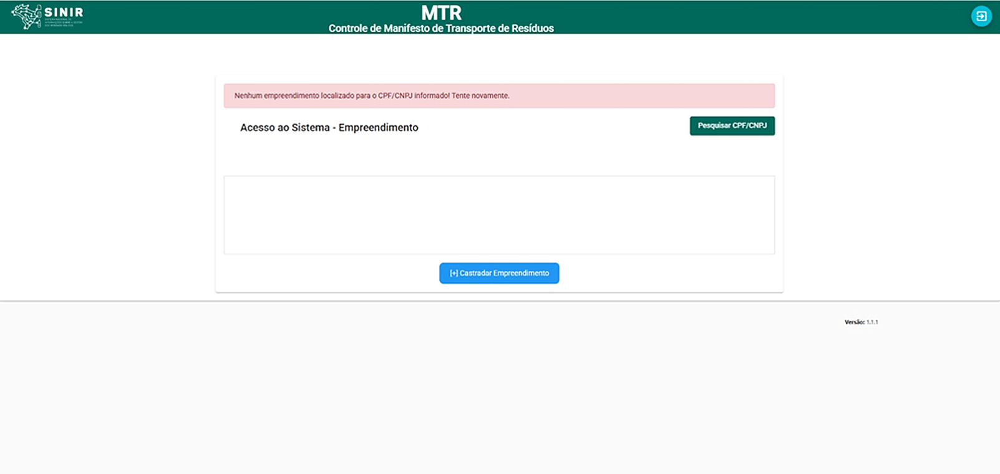 SINIR
MTR
Controle de Manifesto de Transporte de Resíduos
Nenhum empreendimento localizado para o CPF/CNPJ informado! Tente novamente.
Acesso ao Sistema - Empreendimento
Pesquisar CPF/CNPJ
[+] Castradar Empreendimento
Versão: 1.1.1